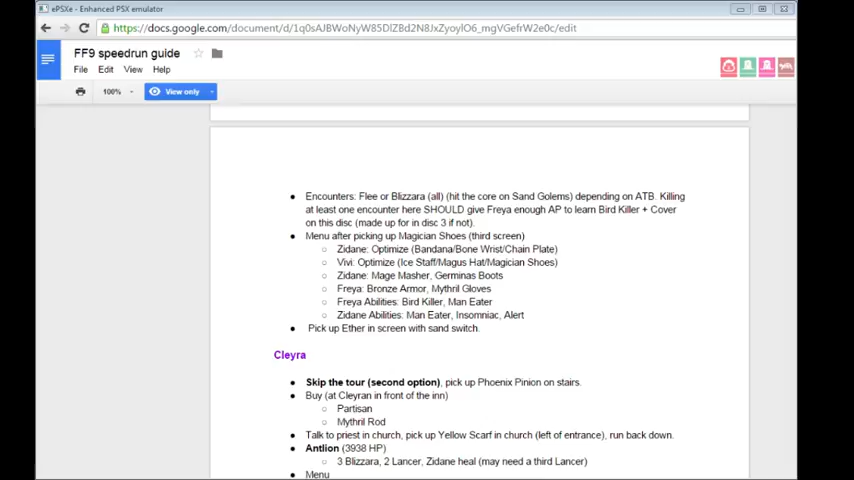 ePSXe - Enhanced PSX emulator
https://docs.google.com/document/d/1q0sAJBWoNyW85DlZBd2N8JxZyoylO6_mgVGefrW2e0c/edit
FF9 speedrun guide
File Edit View Help
100% View only
Encounters: Flee or Blizzara (all) (hit the core on Sand Golems) depending on ATB. Killing
at least one encounter here SHOULD give Freya enough AP to learn Bird Killer + Cover
on this disc (made up for in disc 3 if not).
Menu after picking up Magician Shoes (third screen)
Zidane: Optimize (Bandana/Bone Wrist/Chain Plate)
Vivi: Optimize (Ice Staff/Magus Hat/Magician Shoes)
Zidane: Mage Masher, Germinas Boots
Freya: Bronze Armor, Mythril Gloves
Freya Abilities: Bird Killer, Man Eater
Zidane Abilities: Man Eater, Insomniac, Alert
Pick up Ether in screen with sand switch.
Cleyra
Skip the tour (second option), pick up Phoenix Pinion on stairs.
Buy (at Cleyran in front of the inn)
Partisan
Mythril Rod
Talk to priest in church, pick up Yellow Scarf in church (left of entrance), run back down.
Antlion (3938 HP)
3 Blizzara, 2 Lancer, Zidane heal (may need a third Lancer)
Menu